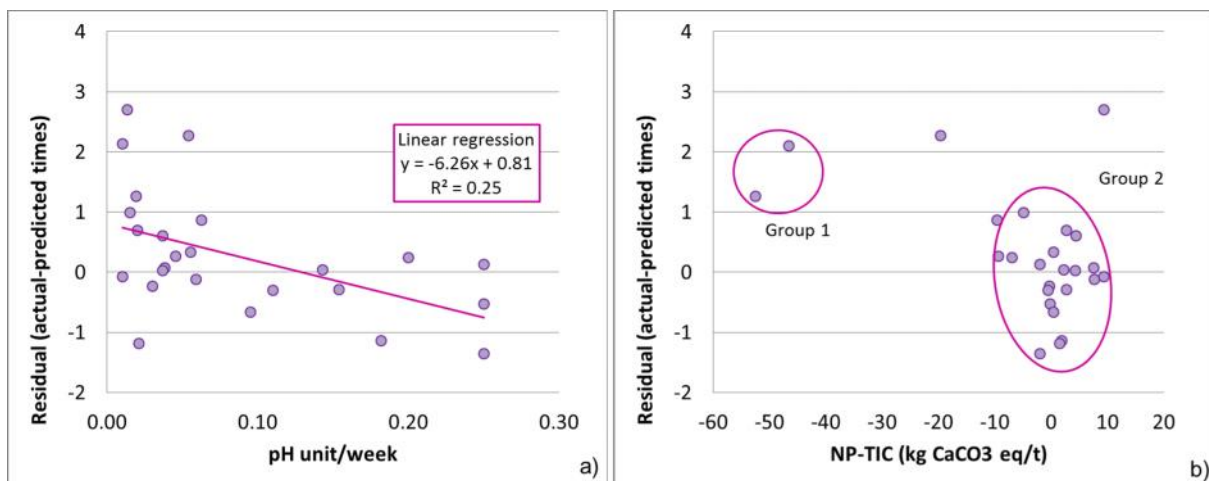 4
3
2
1
0
-1
-2
Residual (actual-predicted times)
Linear regression
y = -6.26x + 0.81
R² = 0.25
0.00 0.10 0.20 0.30
pH unit/week
a)
4
3
2
1
0
-1
-2
Residual (actual-predicted times)
Group 1
Group 2
-60 -50 -40 -30 -20 -10 0 10 20
NP-TIC (kg CaCO3 eq/t)
b)